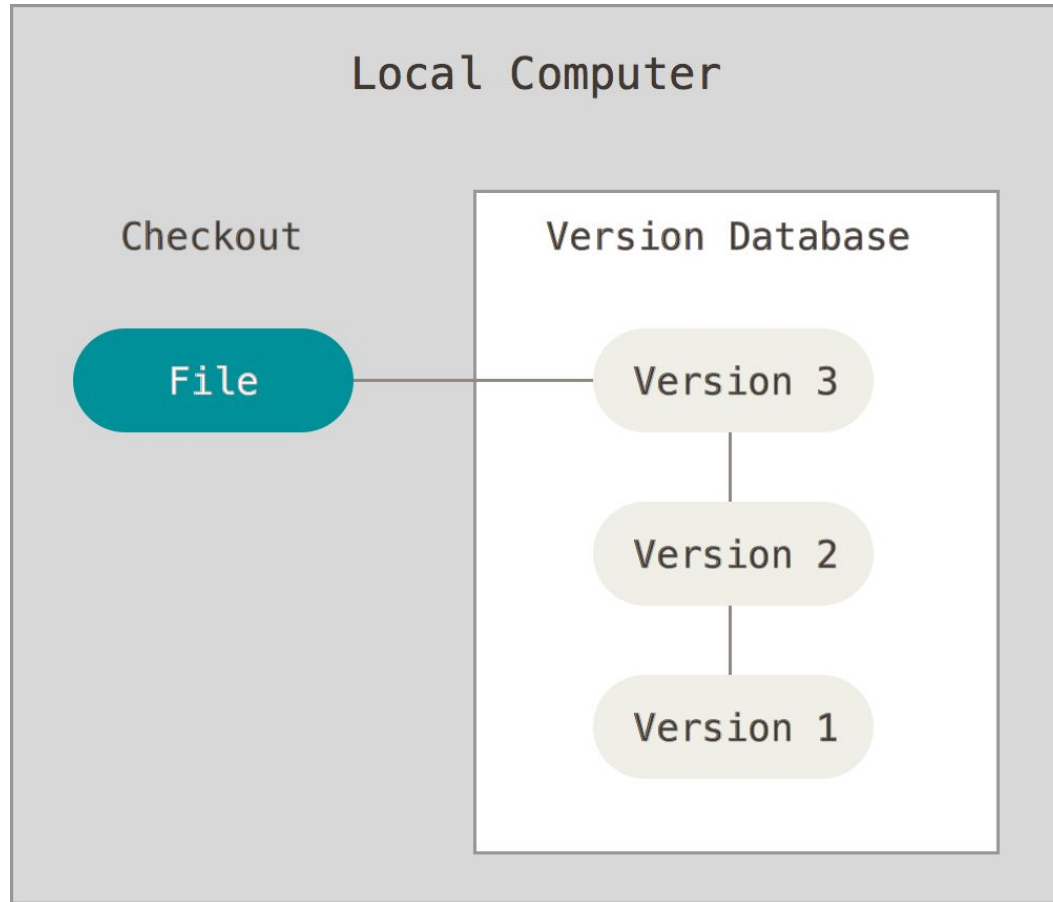 Local Computer
Checkout
Version Database
File
Version 3
Version 2
Version 1